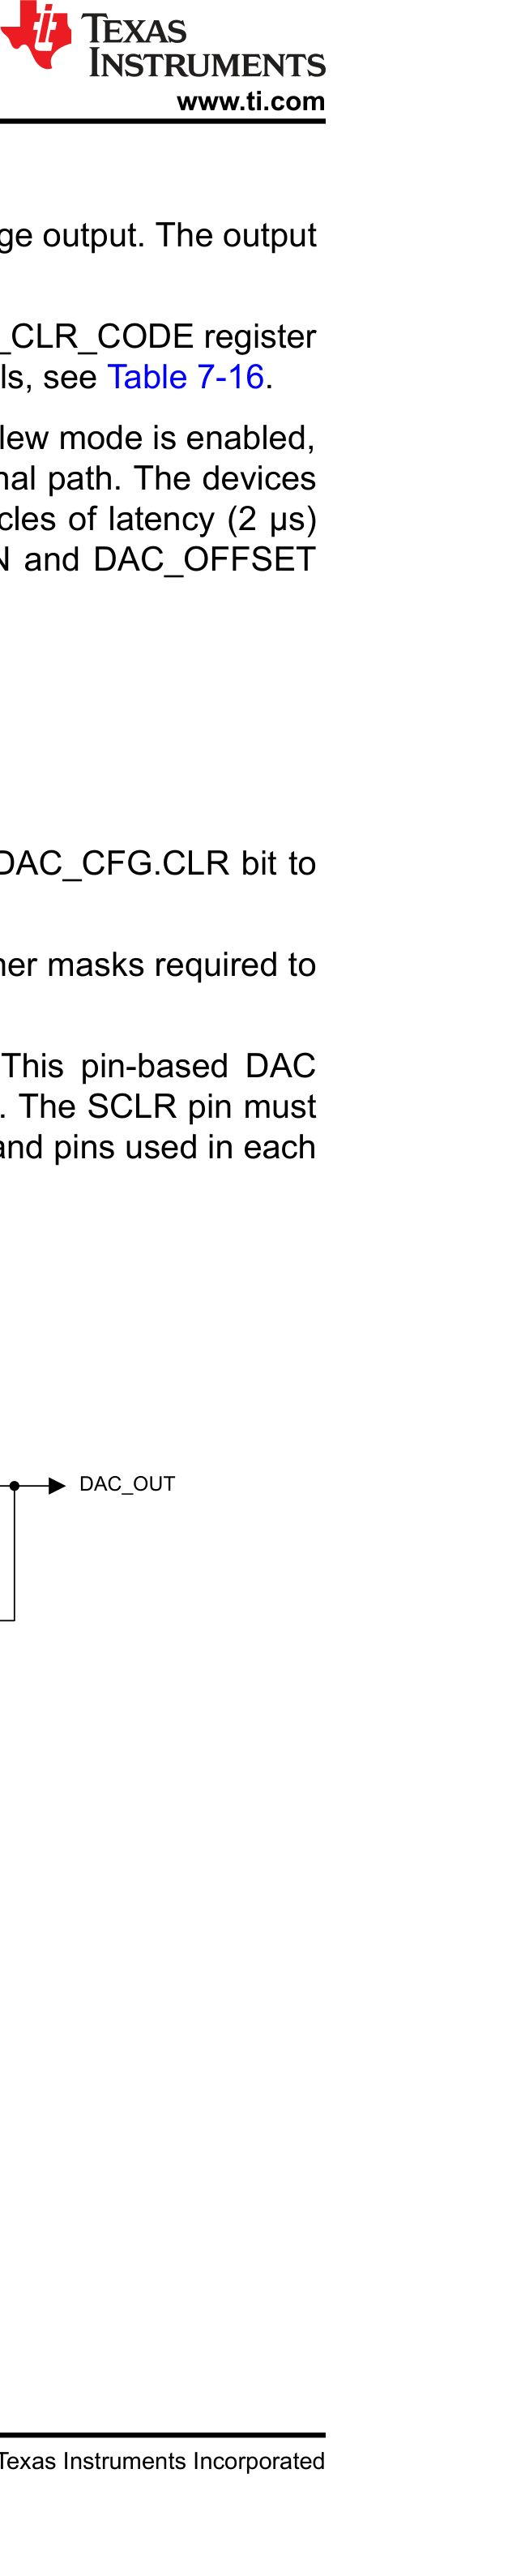 TEXAS
INSTRUMENTS
www.ti.com
ge output. The output
_CLR_CODE register
ls, see Table 7-16.
lew mode is enabled,
nal path. The devices
cles of latency (2 µs)
N and DAC_OFFSET
DAC_CFG.CLR bit to
her masks required to
This pin-based DAC
. The SCLR pin must
and pins used in each
DAC_OUT
Texas Instruments Incorporated